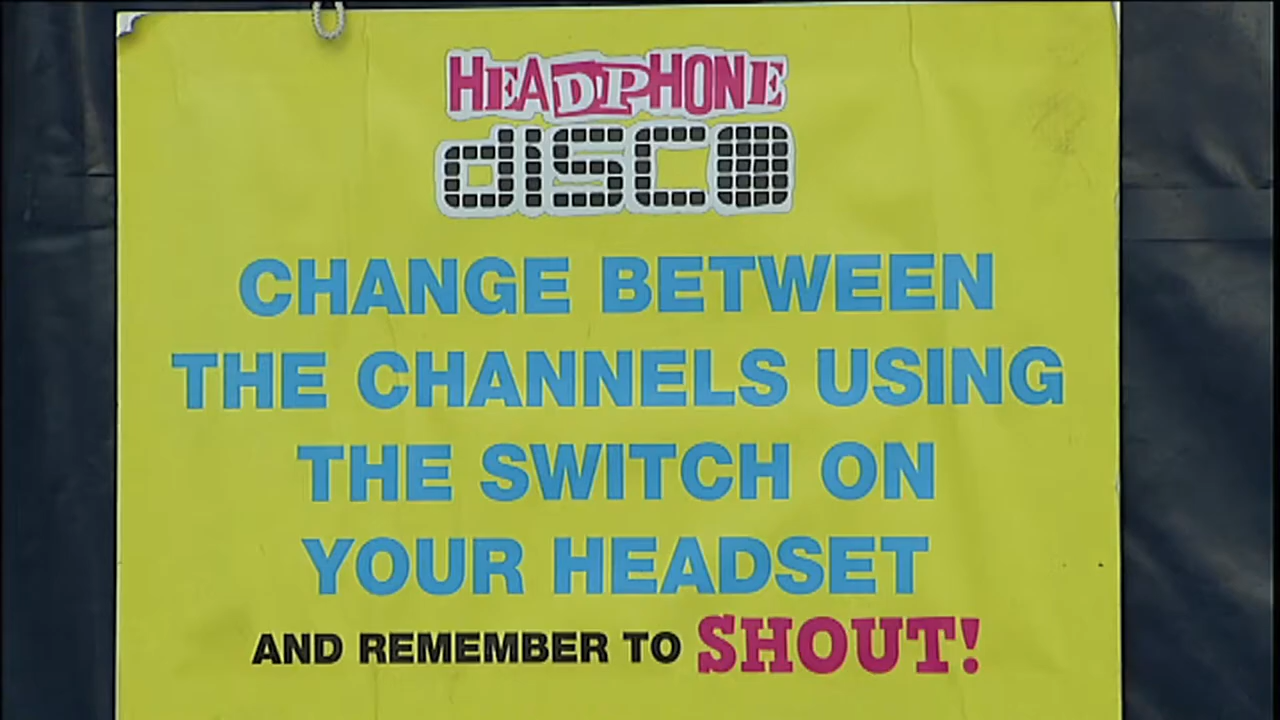 HEADPHONE
dISCO
CHANGE BETWEEN
THE CHANNELS USING
THE SWITCH ON
YOUR HEADSET
AND REMEMBER TO SHOUT!